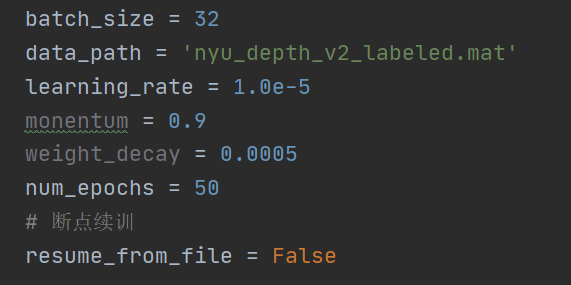 batch_size = 32
data_path = 'nyu_depth_v2_labeled.mat'
learning_rate = 1.0e-5
monentum = 0.9
weight_decay = 0.0005
num_epochs = 50
# 断点续训
resume_from_file = False